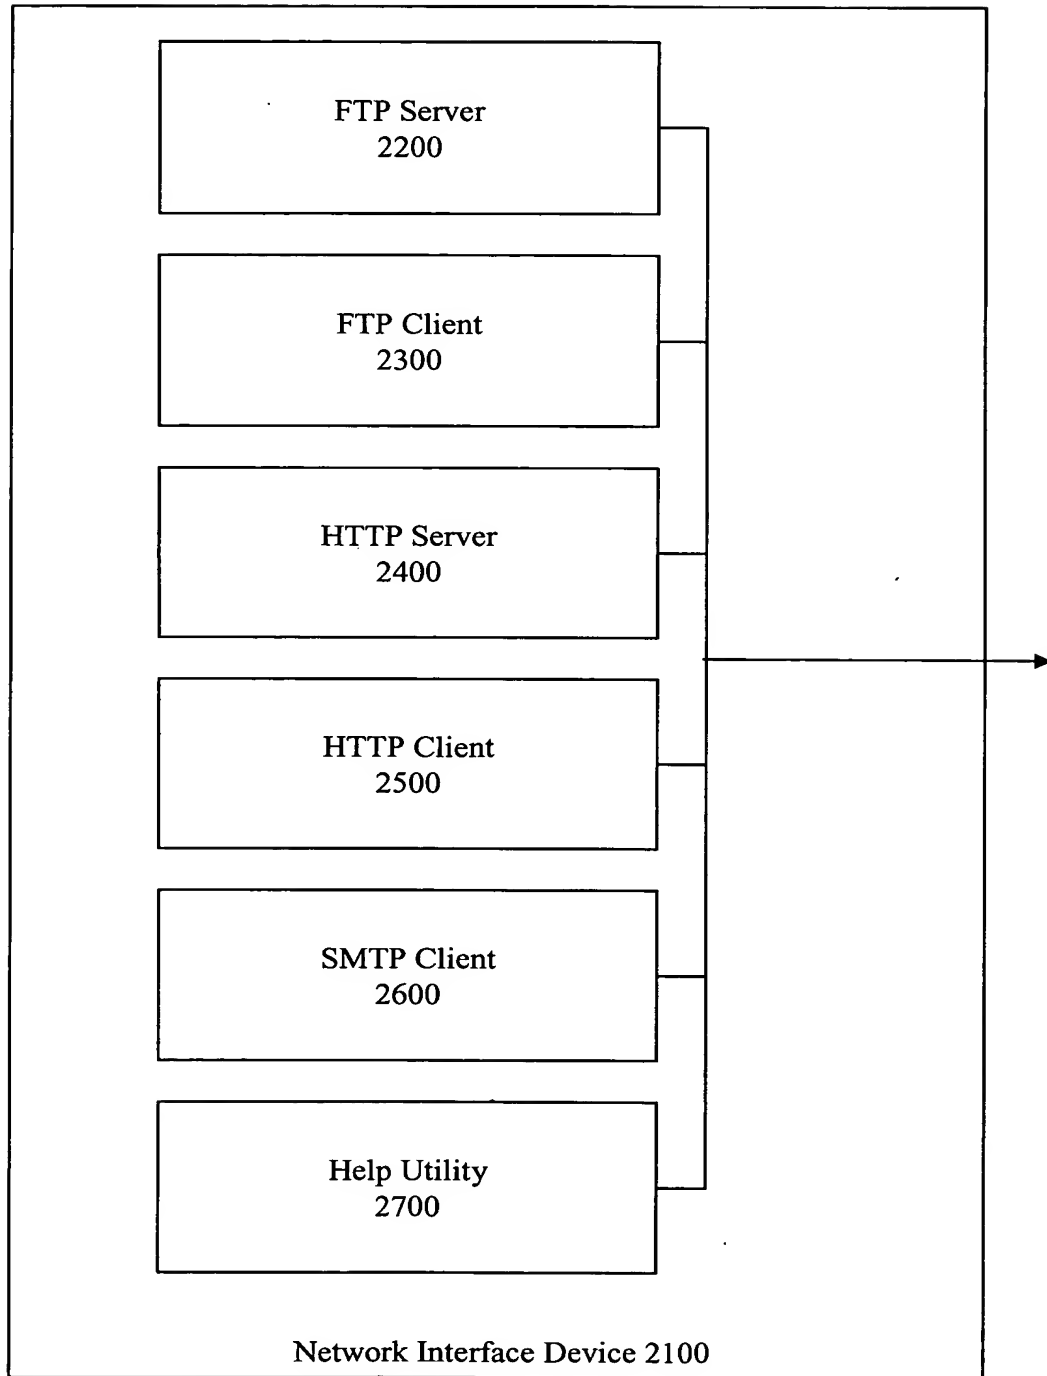 FTP Server
2200
FTP Client
2300
HTTP Server
2400
HTTP Client
2500
SMTP Client
2600
Help Utility
2700
Network Interface Device 2100